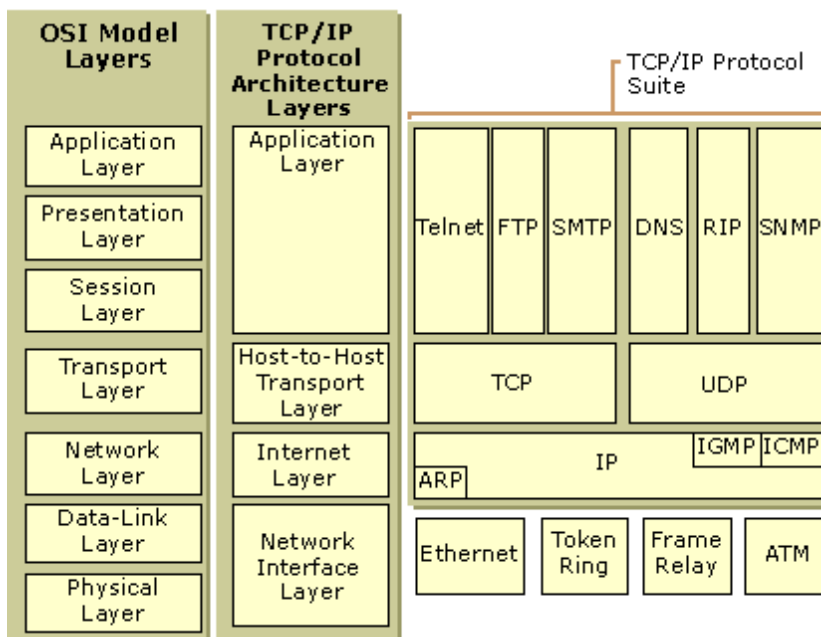 OSI Model
Layers
TCP/IP
Protocol
Architecture
Layers
TCP/IP Protocol
Suite
Application
Layer
Presentation
Layer
Session
Layer
Transport
Layer
Network
Layer
Data-Link
Layer
Physical
Layer
Application
Layer
Host-to-Host
Transport
Layer
Internet
Layer
Network
Interface
Layer
Telnet
FTP
SMTP
DNS
RIP
SNMP
TCP
UDP
IP
IGMP
ICMP
ARP
Ethernet
Token
Ring
Frame
Relay
ATM